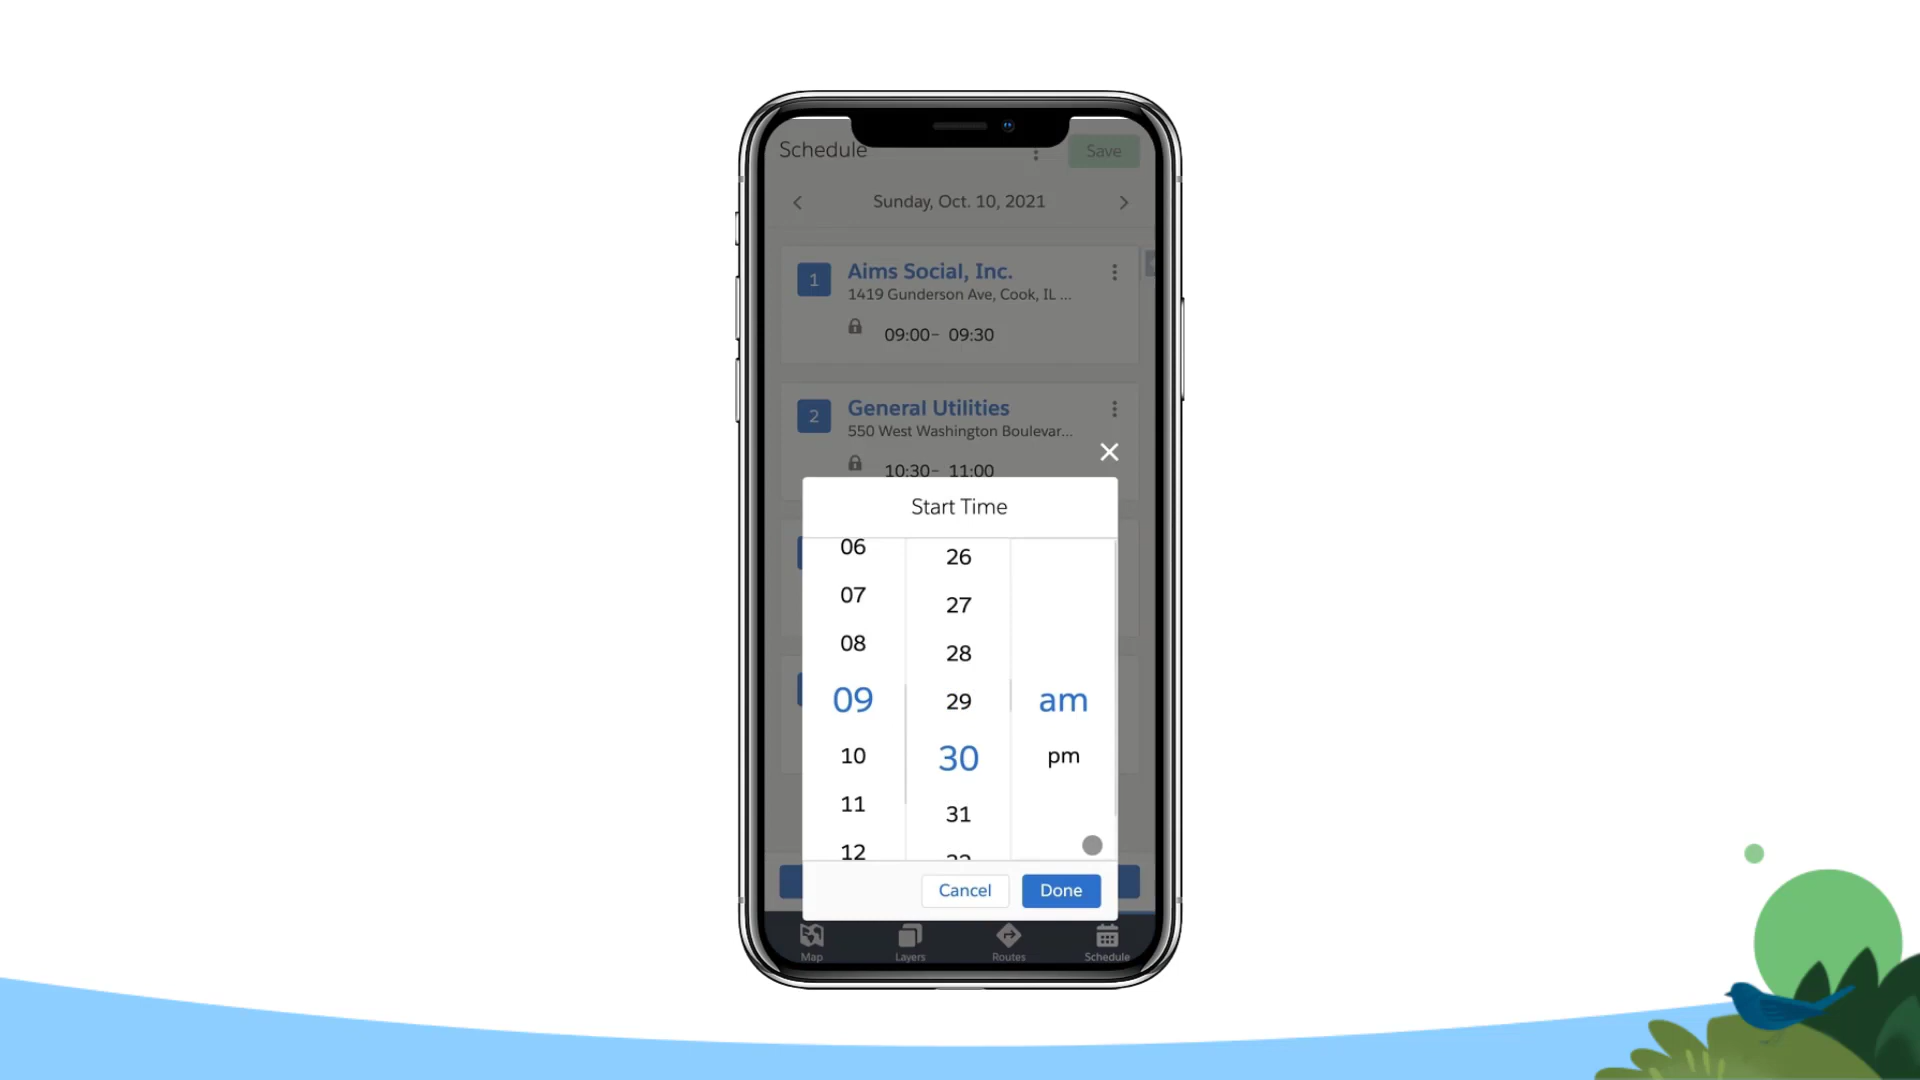 Schedule
Save
Sunday, Oct. 10, 2021
1
Aims Social, Inc.
1419 Gunderson Ave, Cook, IL ...
09:00- 09:30
2
General Utilities
550 West Washington Boulevar...
10:30- 11:00
Start Time
06 26
07 27
08 28
09 29 am
10 30 pm
11 31
12 32
Cancel Done
Map Layers Routes Schedule